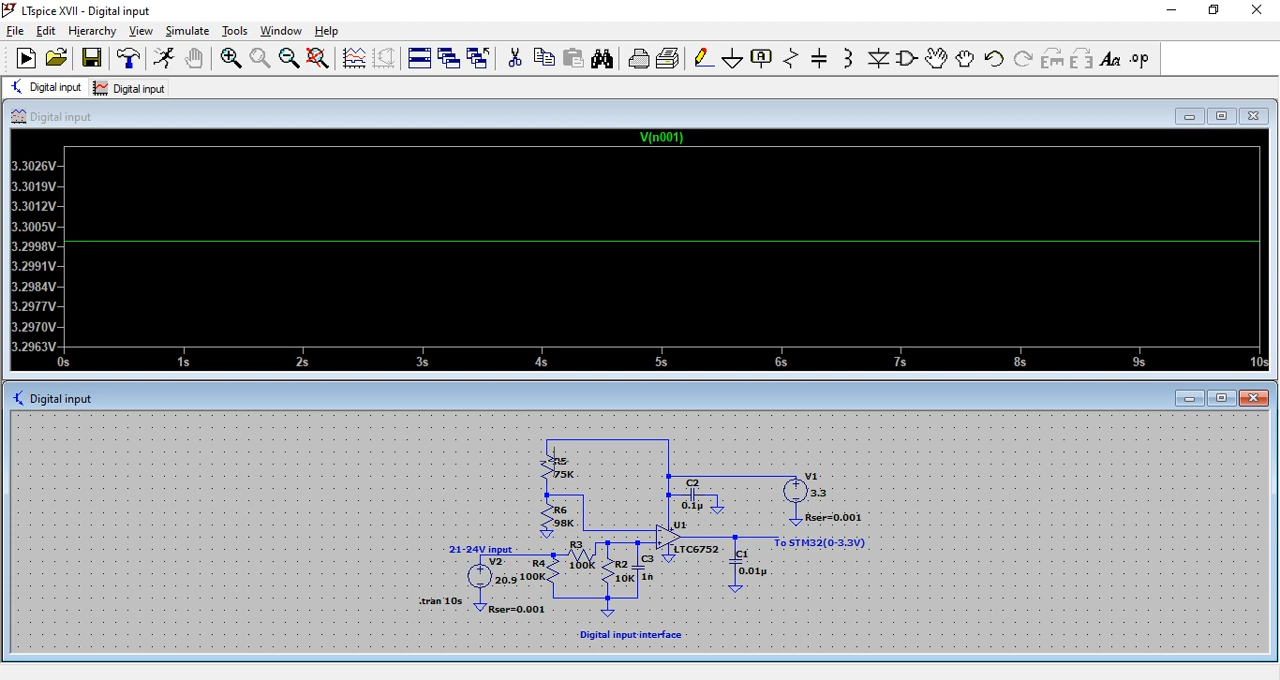 LTspice XVII - Digital input
File Edit Hierarchy View Simulate Tools Window Help
Aa .op
Digital input Digital input
Digital input
V(n001)
3.3026V
3.3019V
3.3012V
3.3005V
3.2998V
3.2991V
3.2984V
3.2977V
3.2970V
3.2963V
0s 1s 2s 3s 4s 5s 6s 7s 8s 9s 10s
Digital input
R5
75K
R6
98K
C2
0.1µ
V1
3.3
Rser=0.001
U1
LTC6752
To STM32(0-3.3V)
C1
0.01µ
21-24V input
V2
20.9
Rser=0.001
R4
100K
R3
100K
R2
10K
C3
1n
.tran 10s
Digital input interface